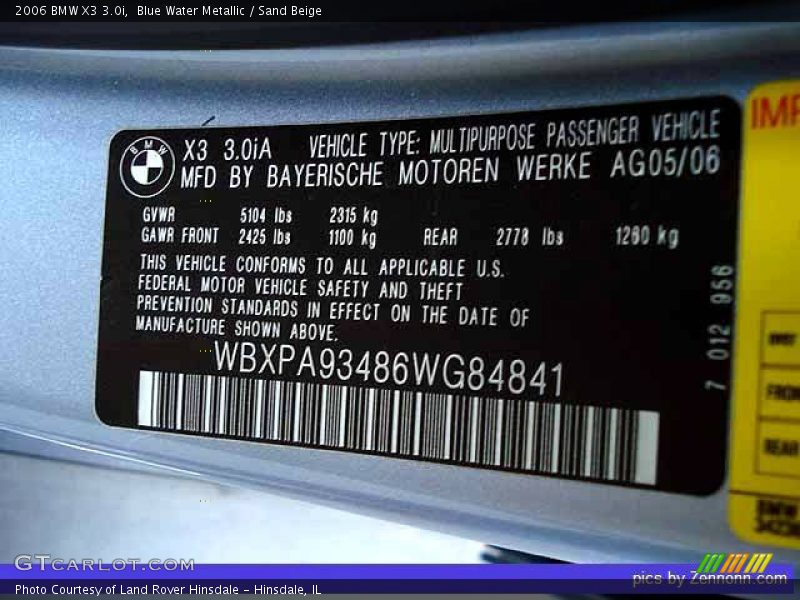 2006 BMW X3 3.0i, Blue Water Metallic / Sand Beige
BMW
X3 3.0iA VEHICLE TYPE: MULTIPURPOSE PASSENGER VEHICLE
MFD BY BAYERISCHE MOTOREN WERKE AG05/06
GVWR 5104 lbs 2315 kg
GAWR FRONT 2425 lbs 1100 kg REAR 2778 lbs 1260 kg
THIS VEHICLE CONFORMS TO ALL APPLICABLE U.S.
FEDERAL MOTOR VEHICLE SAFETY AND THEFT
PREVENTION STANDARDS IN EFFECT ON THE DATE OF
MANUFACTURE SHOWN ABOVE.
WBXPA93486WG84841
7 012 956
IMP
FRON
REAR
BMW
GTCARLOT.COM
Photo Courtesy of Land Rover Hinsdale - Hinsdale, IL
pics by Zennonn.com